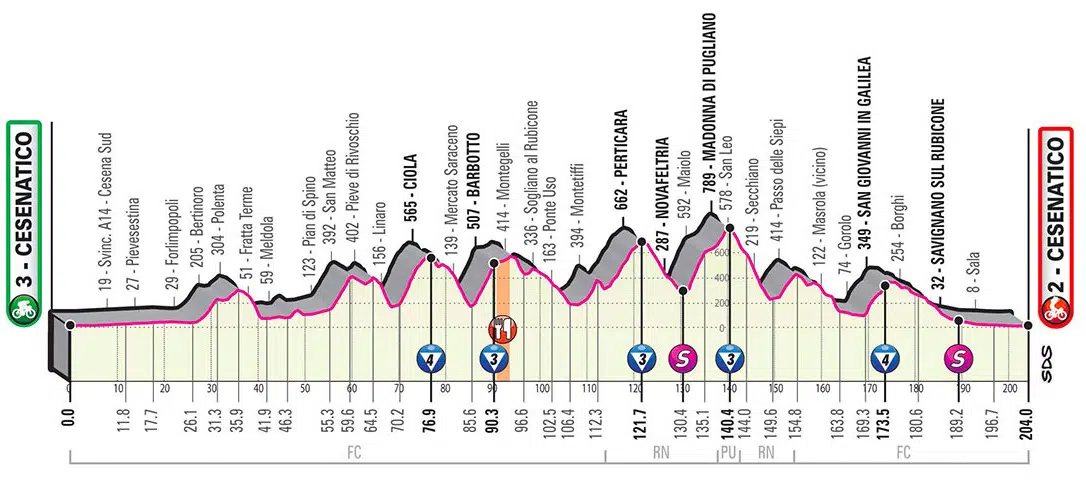 3 - CESENATICO
19 - Svinc. A14 - Cesena Sud
27 - Pievesestina
29 - Forlimpopoli
205 - Bertinoro
304 - Polenta
51 - Fratta Terme
59 - Meldola
123 - Pian di Spino
392 - San Matteo
402 - Pieve di Rivoschio
156 - Linaro
565 - CIOLA
139 - Mercato Saraceno
507 - BARBOTTO
414 - Montegelli
336 - Sogliano al Rubicone
163 - Ponte Uso
394 - Montetiffi
662 - PERTICARA
287 - NOVAFELTRIA
592 - Maiolo
789 - MADONNA DI PUGLIANO
578 - San Leo
219 - Secchiano
414 - Passo delle Siepi
122 - Masrola (vicino)
74 - Gorolo
349 - SAN GIOVANNI IN GALILEA
254 - Borghi
32 - SAVIGNANO SUL RUBICONE
8 - Sala
2 - CESENATICO
600
400
200
0
4
3
3
S
3
4
S
SDS
0 10 20 30 40 50 60 70 80 90 100 110 120 130 140 150 160 170 180 190 200
0.0 11.8 17.7 26.1 31.3 35.9 41.9 46.3 55.3 59.6 64.5 70.2 76.9 85.6 90.3 96.6 102.5 106.4 112.3 121.7 130.4 135.1 140.4 144.0 149.6 154.8 163.8 169.3 173.5 180.6 189.2 196.7 204.0
FC RN PU RN FC